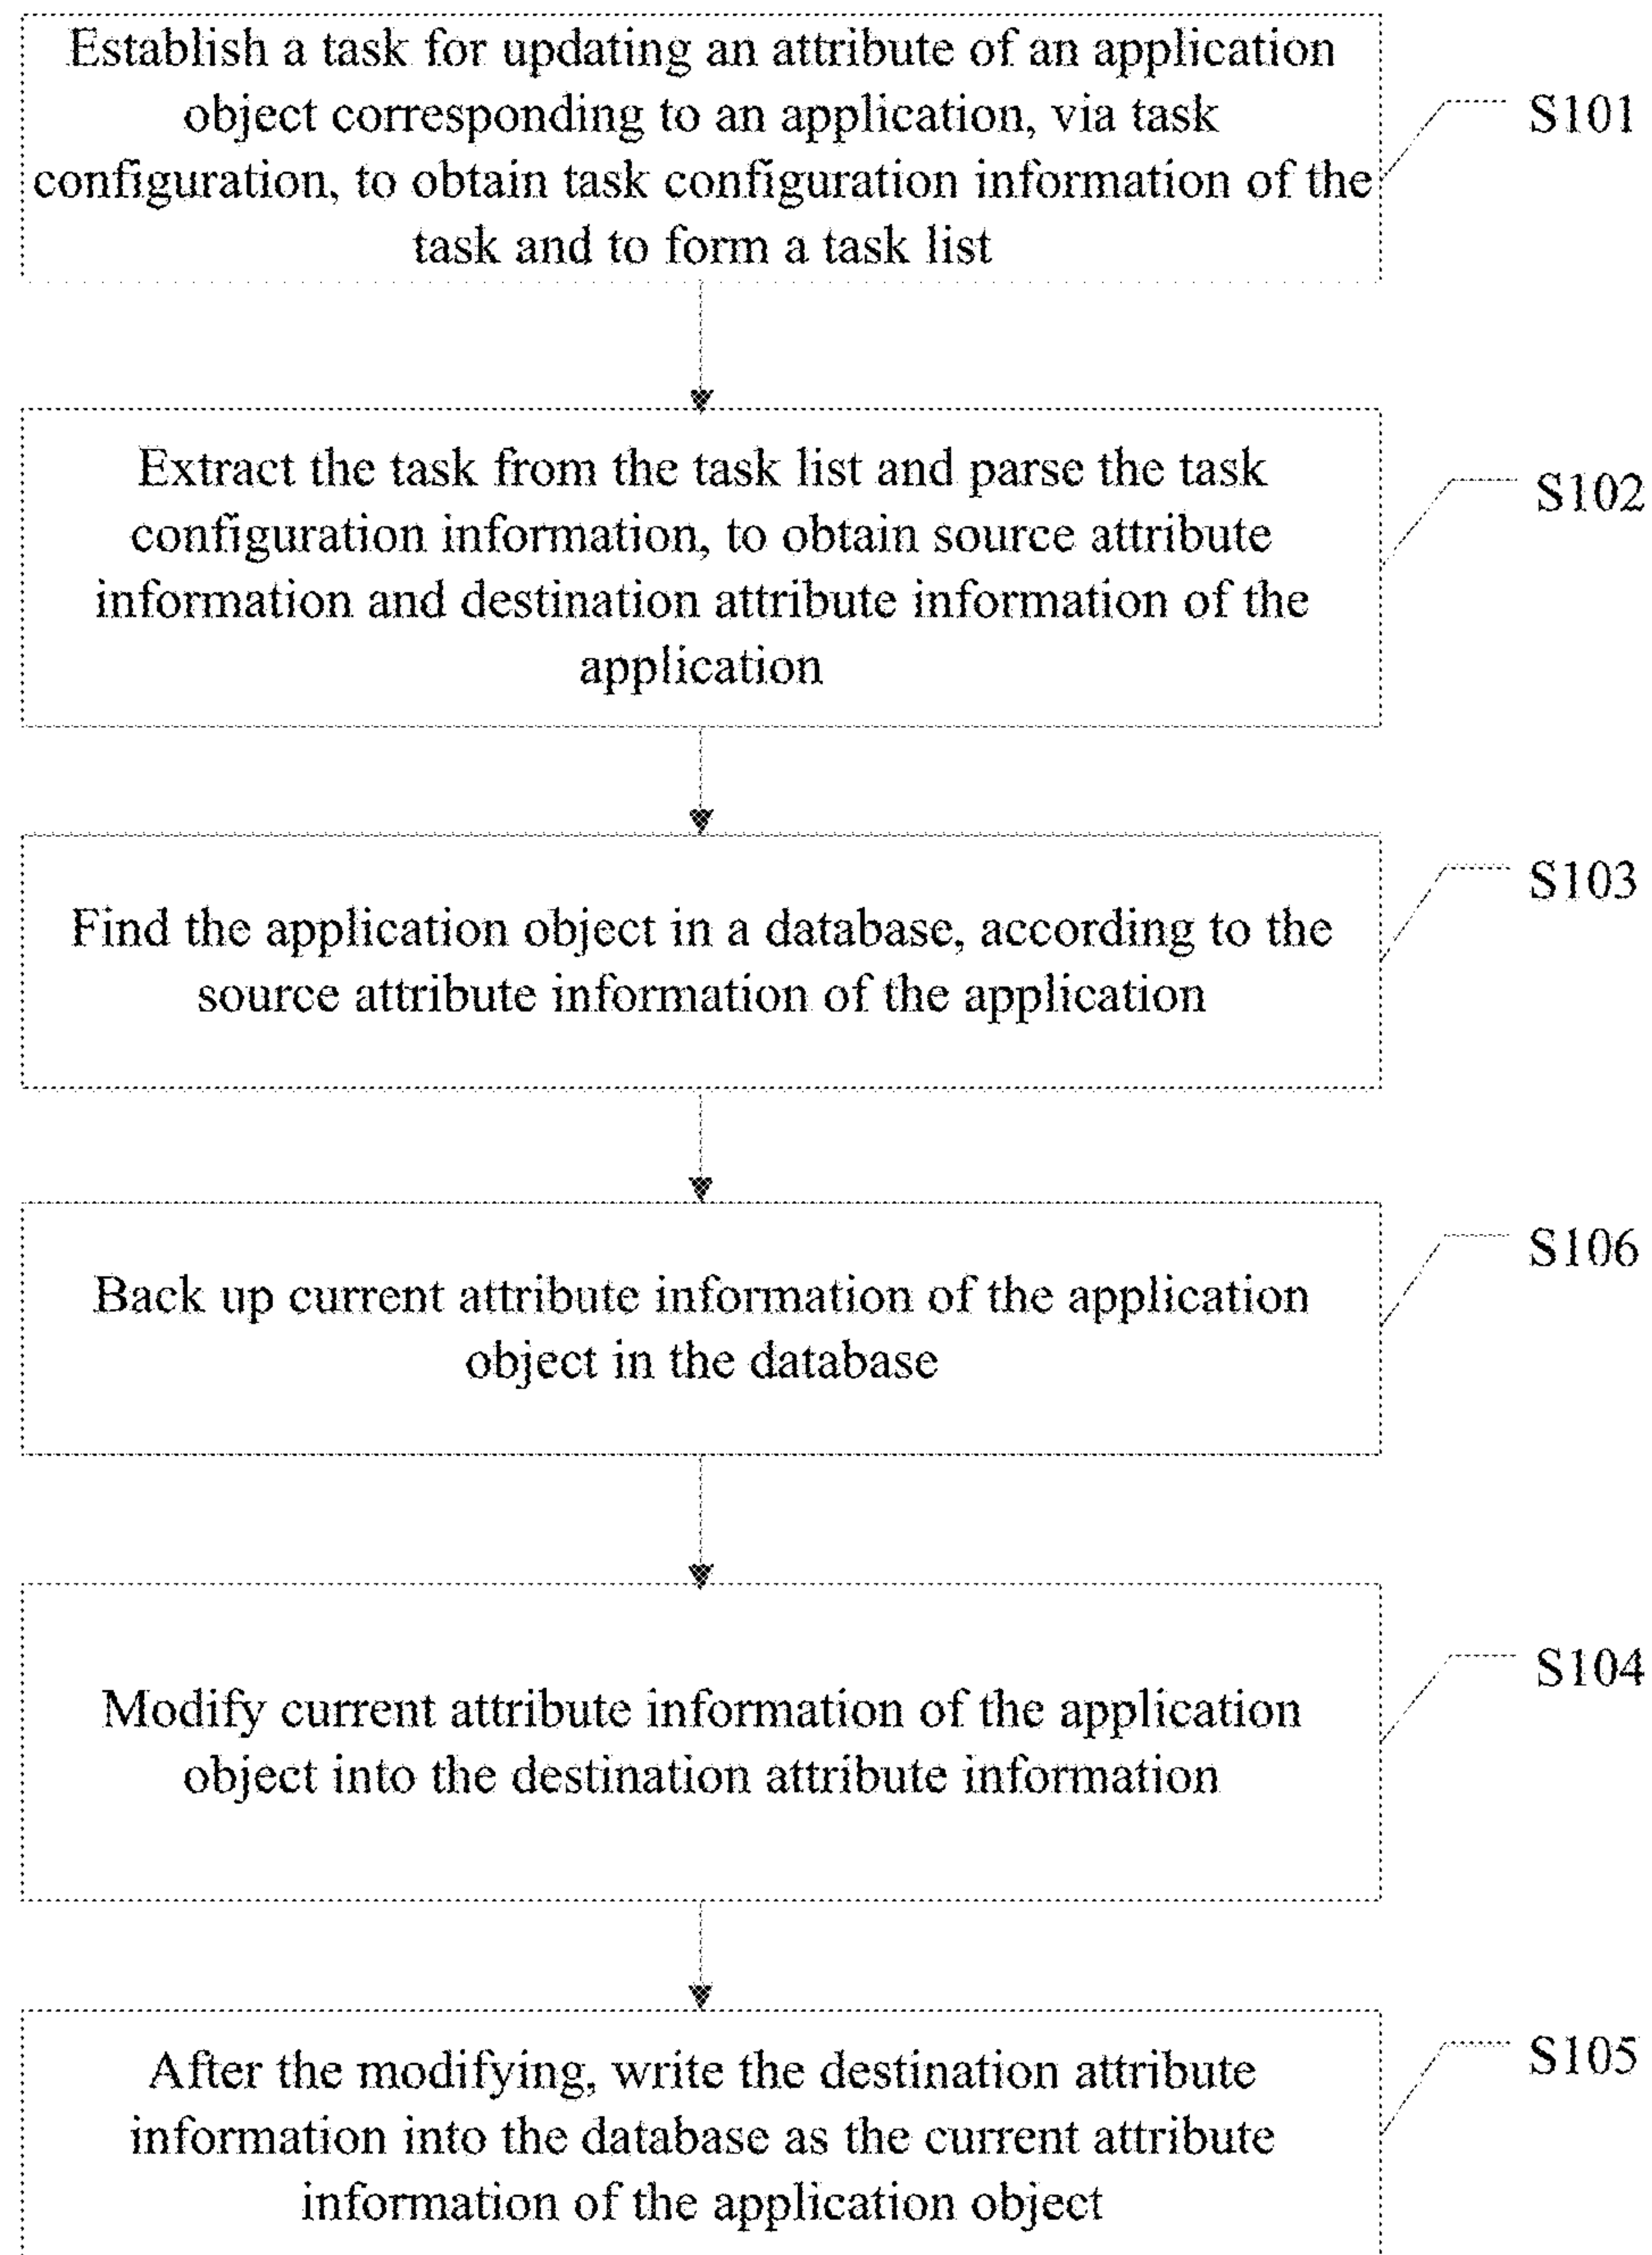 Establish a task for updating an attribute of an application
object corresponding to an application, via task
configuration, to obtain task configuration information of the
task and to form a task list
S101
Extract the task from the task list and parse the task
configuration information, to obtain source attribute
information and destination attribute information of the
application
S102
Find the application object in a database, according to the
source attribute information of the application
S103
Back up current attribute information of the application
object in the database
S106
Modify current attribute information of the application
object into the destination attribute information
S104
After the modifying, write the destination attribute
information into the database as the current attribute
information of the application object
S105